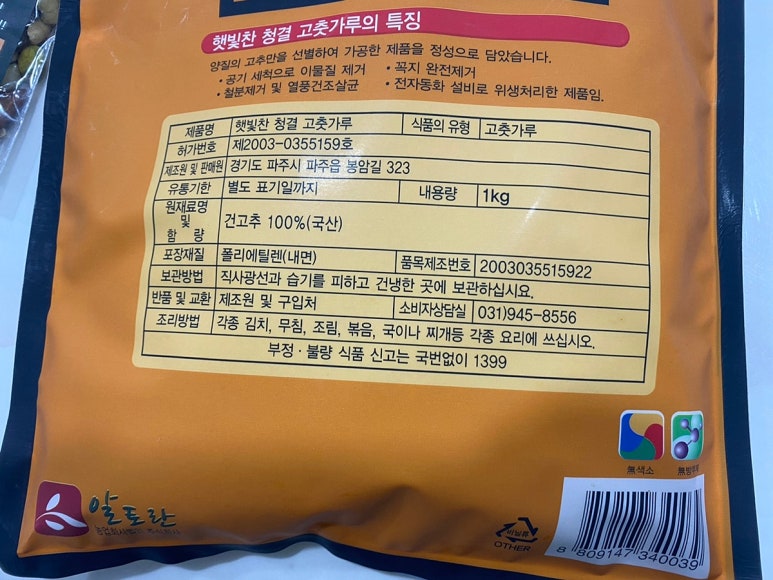 햇빛찬 청결 고춧가루의 특징
양질의 고추만을 선별하여 가공한 제품을 정성으로 담았습니다.
• 공기 세척으로 이물질 제거 • 꼭지 완전제거
• 철분제거 및 열풍건조살균 • 전자동화 설비로 위생처리한 제품임.
제품명 햇빛찬 청결 고춧가루 식품의 유형 고춧가루
허가번호 제2003-0355159호
제조원 및 판매원 경기도 파주시 파주읍 봉암길 323
유통기한 별도 표기일까지 내용량 1kg
원재료명
및
함 량
건고추 100%(국산)
포장재질 폴리에틸렌(내면) 품목제조번호 2003035515922
보관방법 직사광선과 습기를 피하고 건냉한 곳에 보관하십시요.
반품 및 교환 제조원 및 구입처 소비자상담실 031)945-8556
조리방법 각종 김치, 무침, 조림, 볶음, 국이나 찌개등 각종 요리에 쓰십시오.
부정 · 불량 식품 신고는 국번없이 1399
無色소
알토란
비닐류
OTHER
8 809147 340039